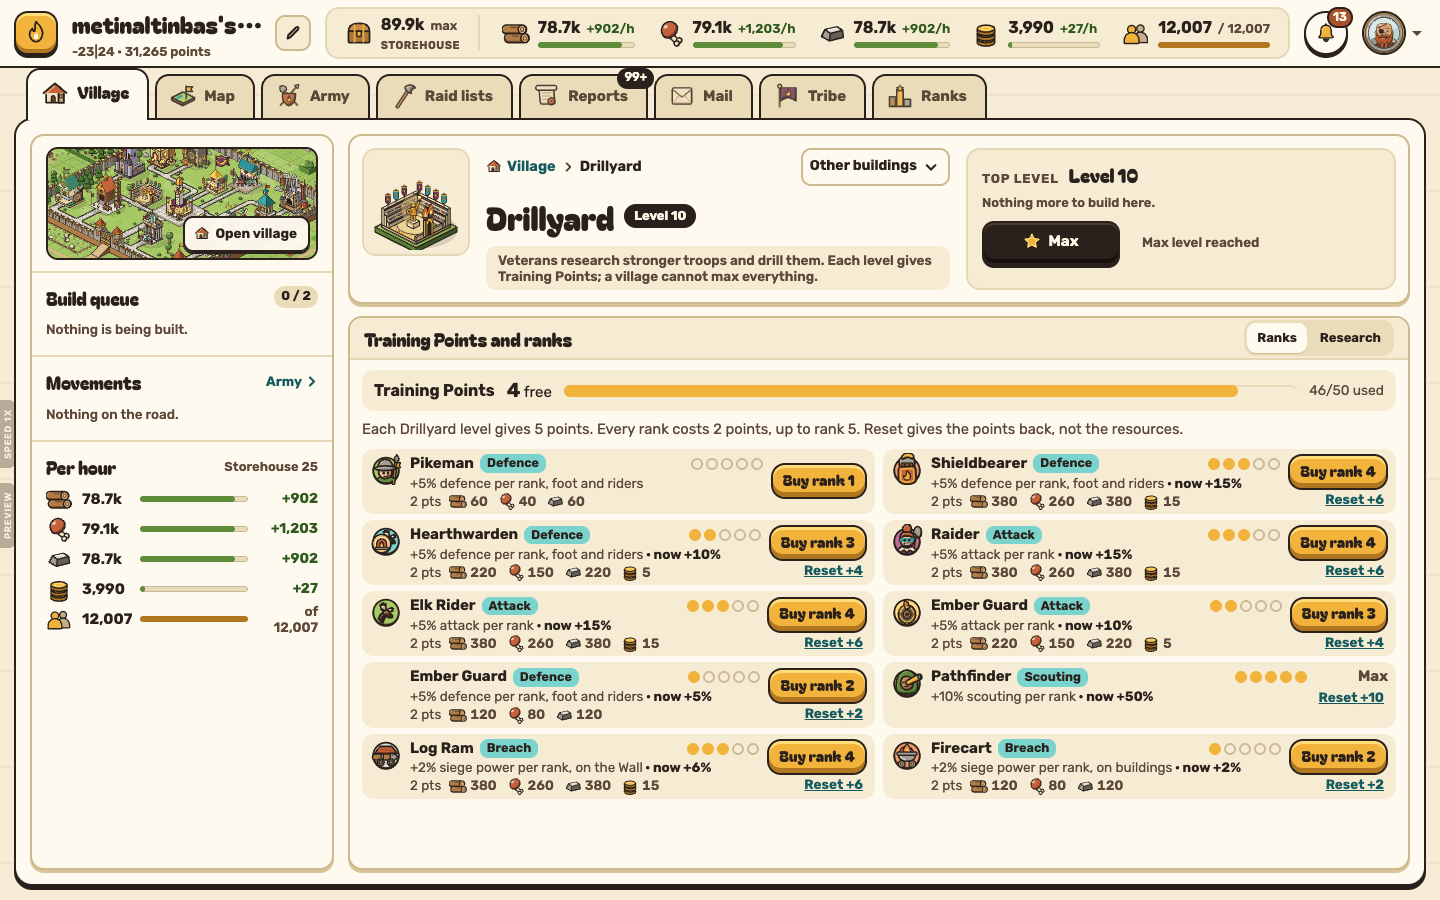 metinaltinbas's•••
-23|24 • 31,265 points
89.9k max
STOREHOUSE
78.7k +902/h
79.1k +1,203/h
78.7k +902/h
3,990 +27/h
12,007 / 12,007
13
Village
Map
Army
Raid lists
Reports
99+
Mail
Tribe
Ranks
SPEED 1X
PREVIEW
Open village
Build queue
0 / 2
Nothing is being built.
Movements
Army
Nothing on the road.
Per hour
Storehouse 25
78.7k +902
79.1k +1,203
78.7k +902
3,990 +27
12,007 of 12,007
Village > Drillyard
Other buildings
Drillyard Level 10
Veterans research stronger troops and drill them. Each level gives
Training Points; a village cannot max everything.
TOP LEVEL Level 10
Nothing more to build here.
Max
Max level reached
Training Points and ranks
Ranks
Research
Training Points 4 free
46/50 used
Each Drillyard level gives 5 points. Every rank costs 2 points, up to rank 5. Reset gives the points back, not the resources.
Pikeman Defence
+5% defence per rank, foot and riders
2 pts 60 40 60
Buy rank 1
Shieldbearer Defence
+5% defence per rank, foot and riders • now +15%
2 pts 380 260 380 15
Buy rank 4
Reset +6
Hearthwarden Defence
+5% defence per rank, foot and riders • now +10%
2 pts 220 150 220 5
Buy rank 3
Reset +4
Raider Attack
+5% attack per rank • now +15%
2 pts 380 260 380 15
Buy rank 4
Reset +6
Elk Rider Attack
+5% attack per rank • now +15%
2 pts 380 260 380 15
Buy rank 4
Reset +6
Ember Guard Attack
+5% attack per rank • now +10%
2 pts 220 150 220 5
Buy rank 3
Reset +4
Ember Guard Defence
+5% defence per rank, foot and riders • now +5%
2 pts 120 80 120
Buy rank 2
Reset +2
Pathfinder Scouting
+10% scouting per rank • now +50%
Max
Reset +10
Log Ram Breach
+2% siege power per rank, on the Wall • now +6%
2 pts 380 260 380 15
Buy rank 4
Reset +6
Firecart Breach
+2% siege power per rank, on buildings • now +2%
2 pts 120 80 120
Buy rank 2
Reset +2